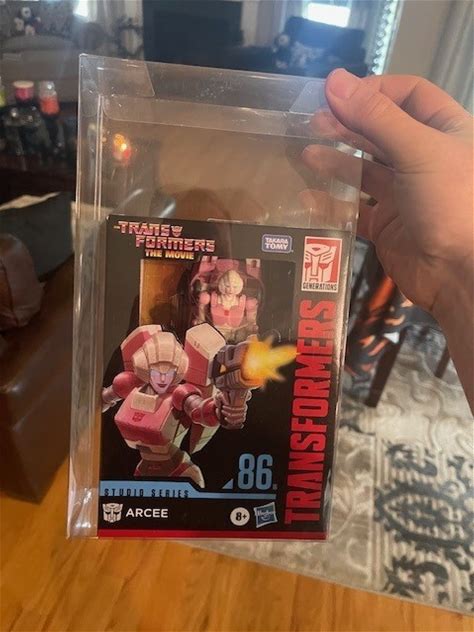 TRANSFORMERS
THE MOVIE
TAKARA
TOMY
GENERATIONS
TRANSFORMERS
86
STUDIO SERIES
ARCEE
8+
Hasbro